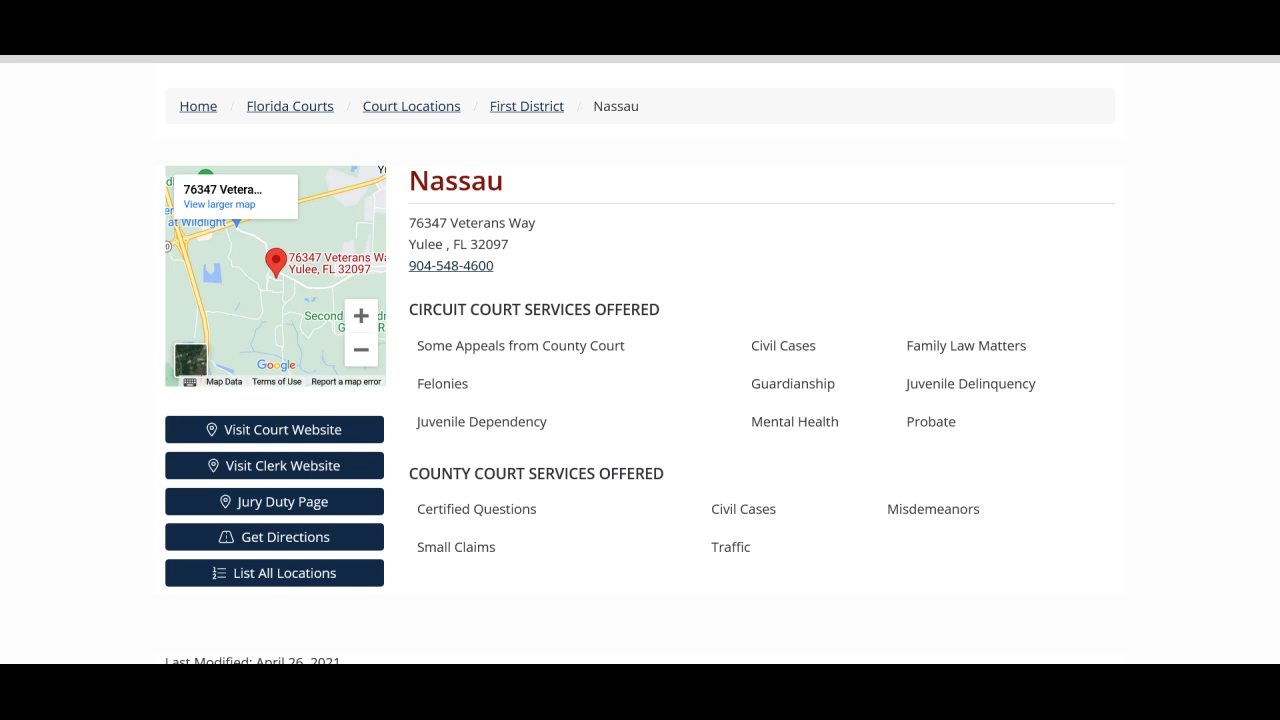 Home / Florida Courts / Court Locations / First District / Nassau
76347 Vetera...
View larger map
at Wildlight
76347 Veterans Wa
Yulee, FL 32097
Second
Google
Map Data Terms of Use Report a map error
Visit Court Website
Visit Clerk Website
Jury Duty Page
Get Directions
List All Locations
Nassau
76347 Veterans Way
Yulee , FL 32097
904-548-4600
CIRCUIT COURT SERVICES OFFERED
Some Appeals from County Court Civil Cases Family Law Matters
Felonies Guardianship Juvenile Delinquency
Juvenile Dependency Mental Health Probate
COUNTY COURT SERVICES OFFERED
Certified Questions Civil Cases Misdemeanors
Small Claims Traffic
Last Modified: April 26, 2021